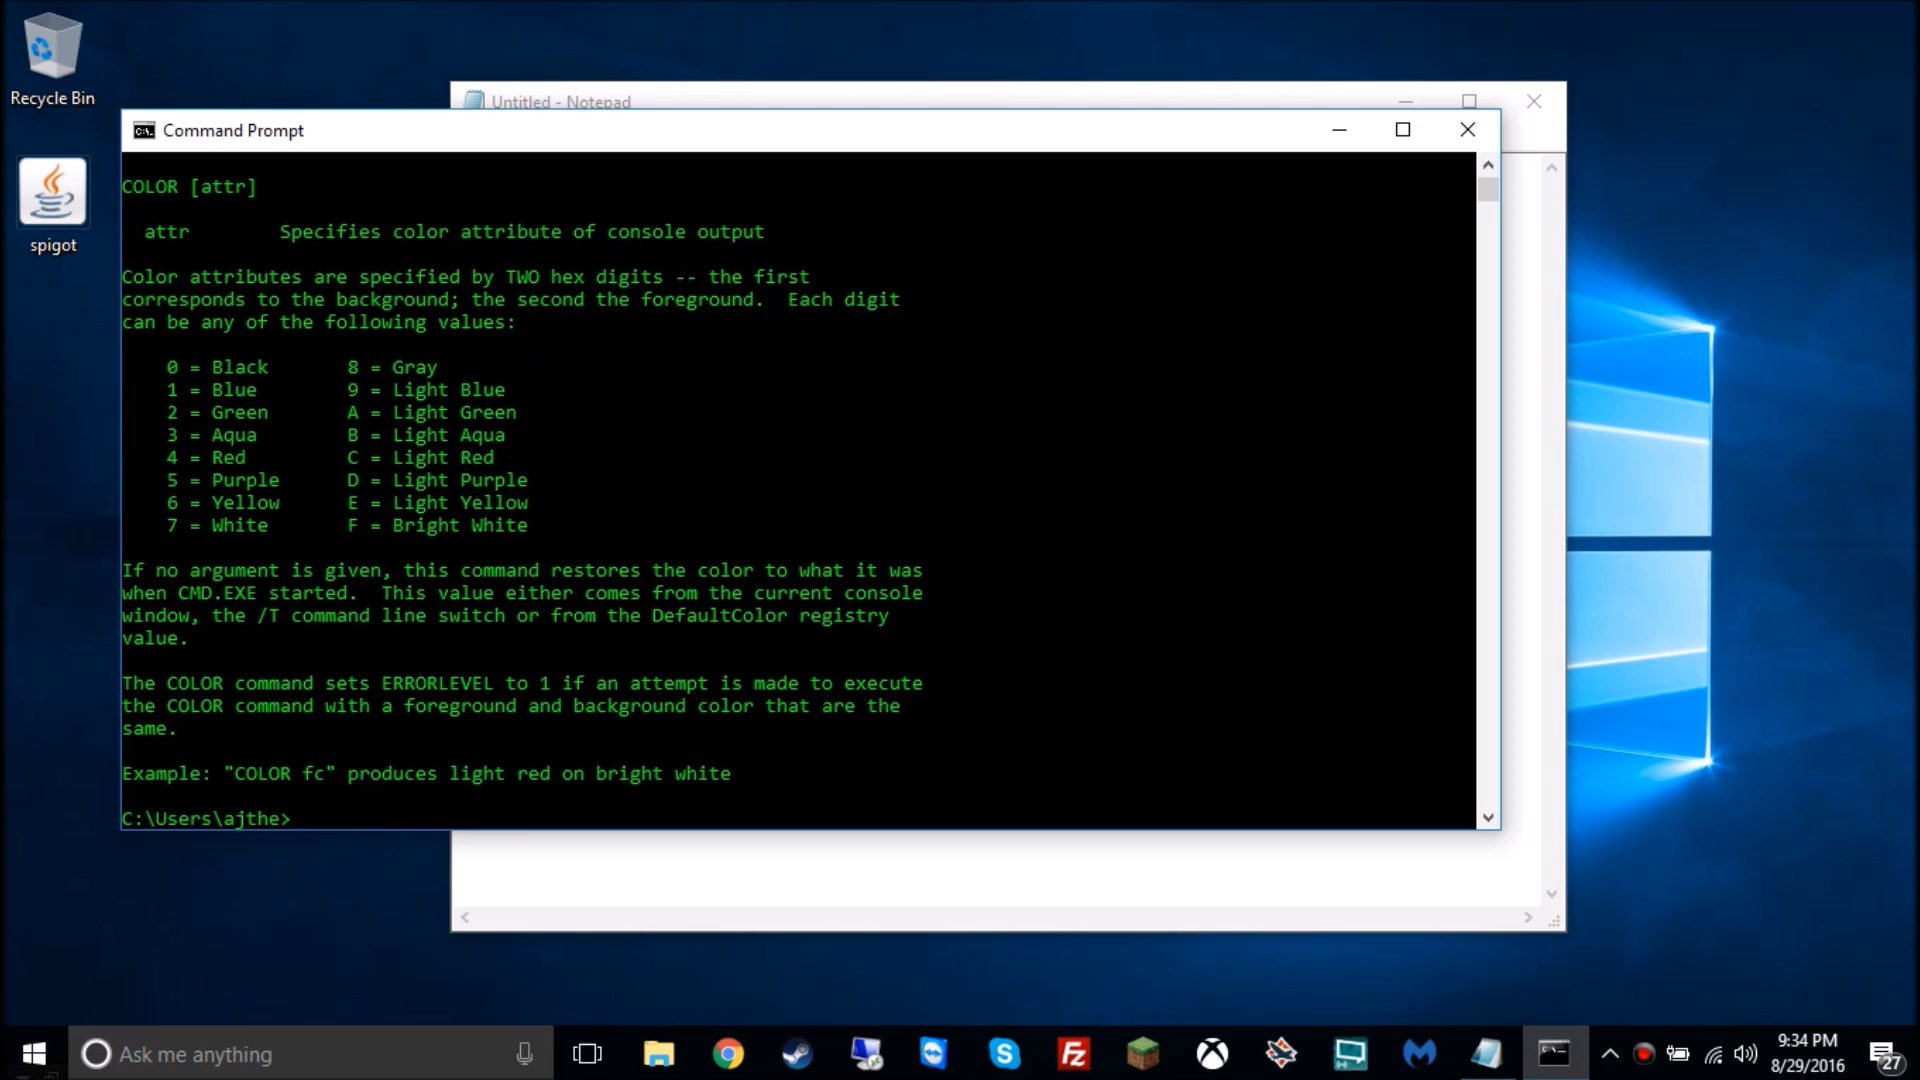 Recycle Bin
spigot
Untitled - Notepad
Command Prompt
COLOR [attr]
attr Specifies color attribute of console output
Color attributes are specified by TWO hex digits -- the first
corresponds to the background; the second the foreground. Each digit
can be any of the following values:
0 = Black 8 = Gray
1 = Blue 9 = Light Blue
2 = Green A = Light Green
3 = Aqua B = Light Aqua
4 = Red C = Light Red
5 = Purple D = Light Purple
6 = Yellow E = Light Yellow
7 = White F = Bright White
If no argument is given, this command restores the color to what it was
when CMD.EXE started. This value either comes from the current console
window, the /T command line switch or from the DefaultColor registry
value.
The COLOR command sets ERRORLEVEL to 1 if an attempt is made to execute
the COLOR command with a foreground and background color that are the
same.
Example: "COLOR fc" produces light red on bright white
C:\Users\ajthe>
Ask me anything
9:34 PM
8/29/2016
27